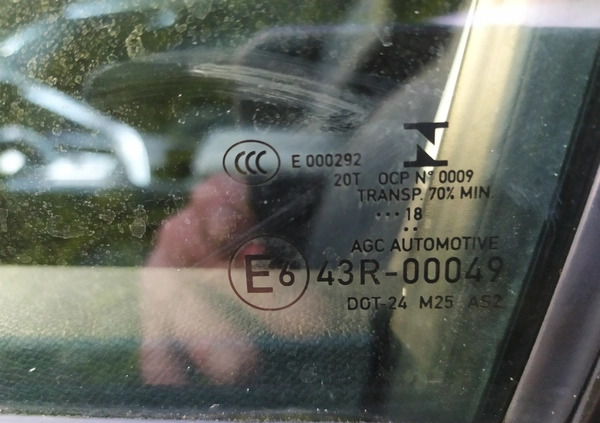 CCC E 000292
20T OCP Nº 0009
TRANSP. 70% MIN.
••• 18
••
AGC AUTOMOTIVE
E6 43R-00049
DOT-24 M25 AS2